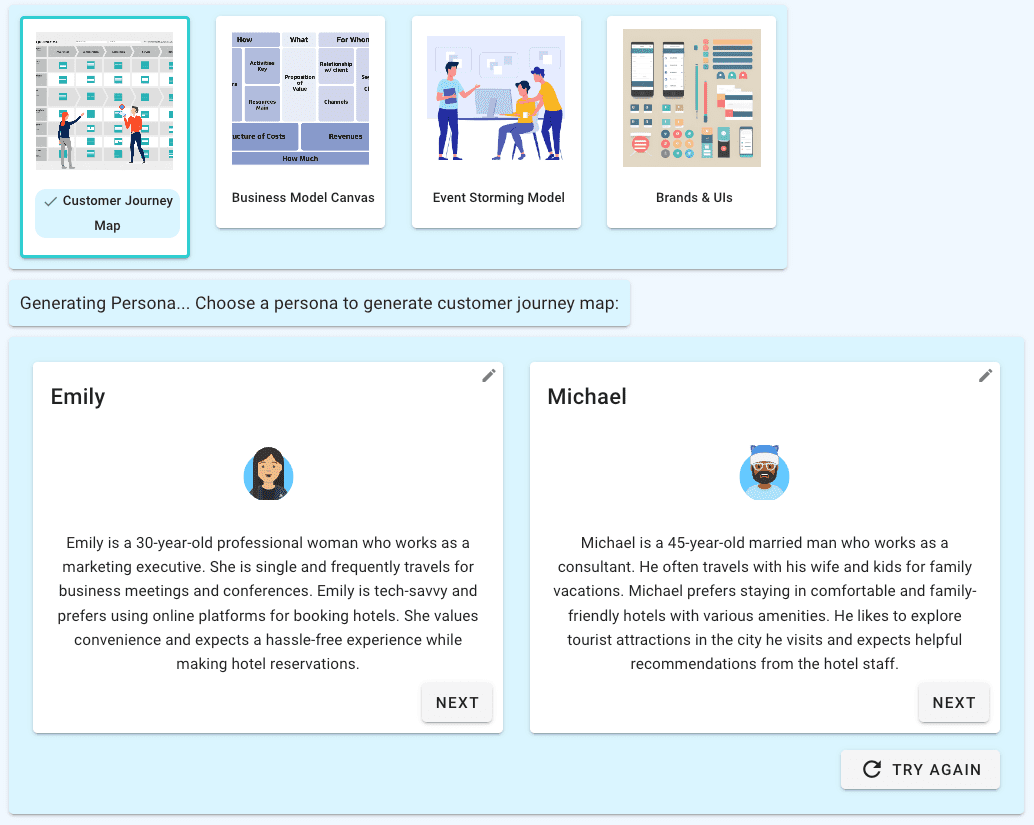 How What For Whom
Activities
Key
Relationship
w/ client
Proposition
of
Value
Resources
Main
Channels
ucture of Costs Revenues
How Much
Customer Journey
Map
Business Model Canvas
Event Storming Model
Brands & UIs
Generating Persona... Choose a persona to generate customer journey map:
Emily
Emily is a 30-year-old professional woman who works as a
marketing executive. She is single and frequently travels for
business meetings and conferences. Emily is tech-savvy and
prefers using online platforms for booking hotels. She values
convenience and expects a hassle-free experience while
making hotel reservations.
NEXT
Michael
Michael is a 45-year-old married man who works as a
consultant. He often travels with his wife and kids for family
vacations. Michael prefers staying in comfortable and family-
friendly hotels with various amenities. He likes to explore
tourist attractions in the city he visits and expects helpful
recommendations from the hotel staff.
NEXT
TRY AGAIN